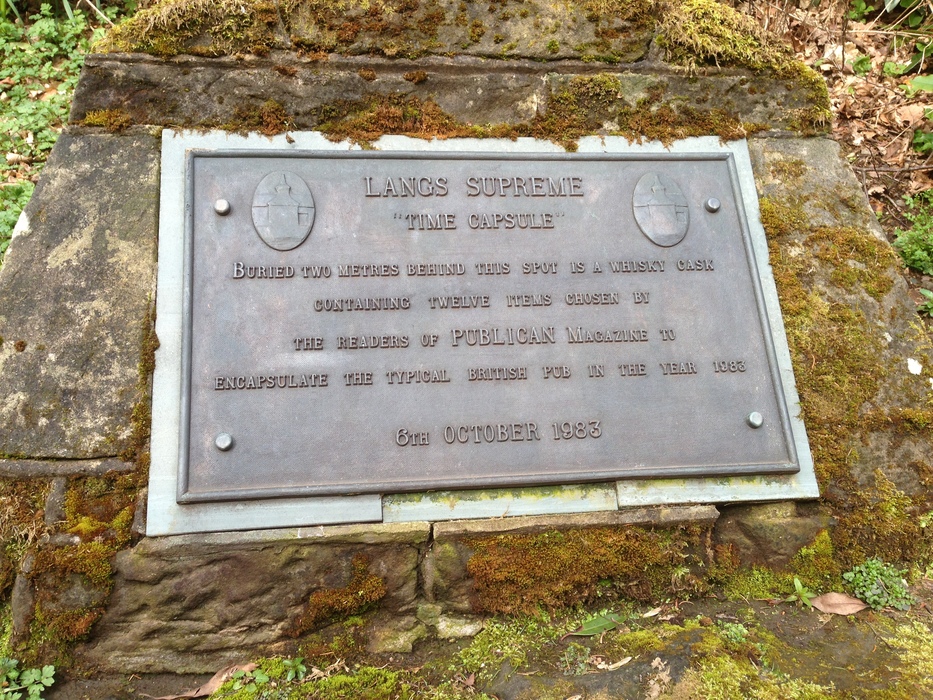 LANGS SUPREME
"TIME CAPSULE"
BURIED TWO METRES BEHIND THIS SPOT IS A WHISKY CASK
CONTAINING TWELVE ITEMS CHOSEN BY
THE READERS OF PUBLICAN MAGAZINE TO
ENCAPSULATE THE TYPICAL BRITISH PUB IN THE YEAR 1983
6TH OCTOBER 1983